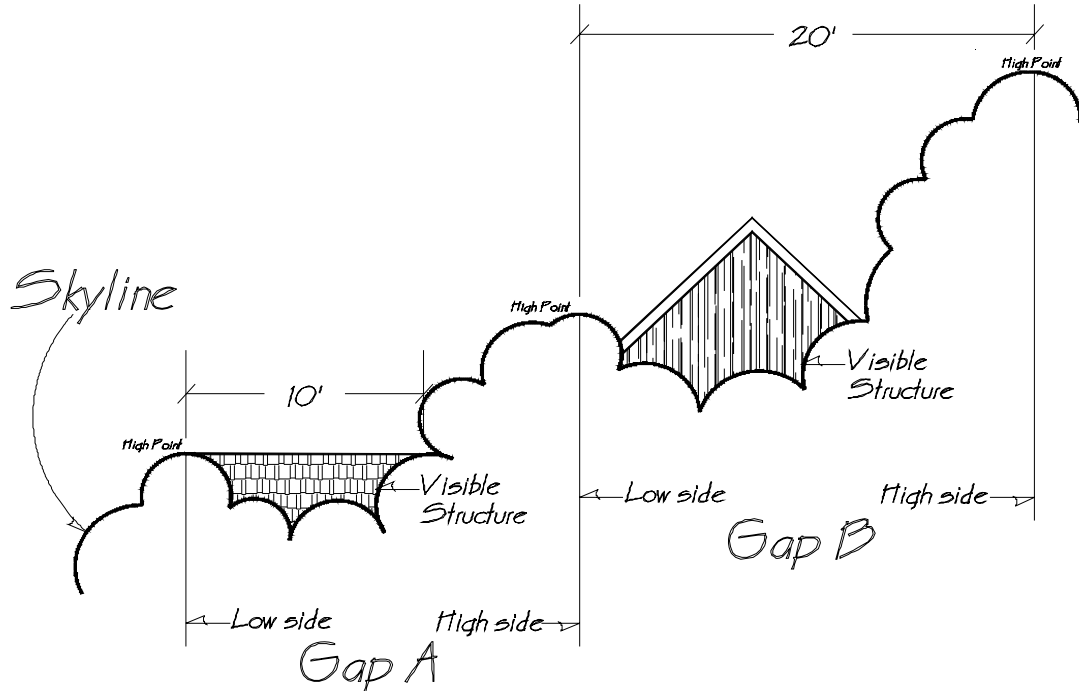 20'
High Point
Skyline
High Point
10'
Visible
Structure
High Point
Visible
Structure
Low side
High side
Gap B
Low side
High side
Gap A